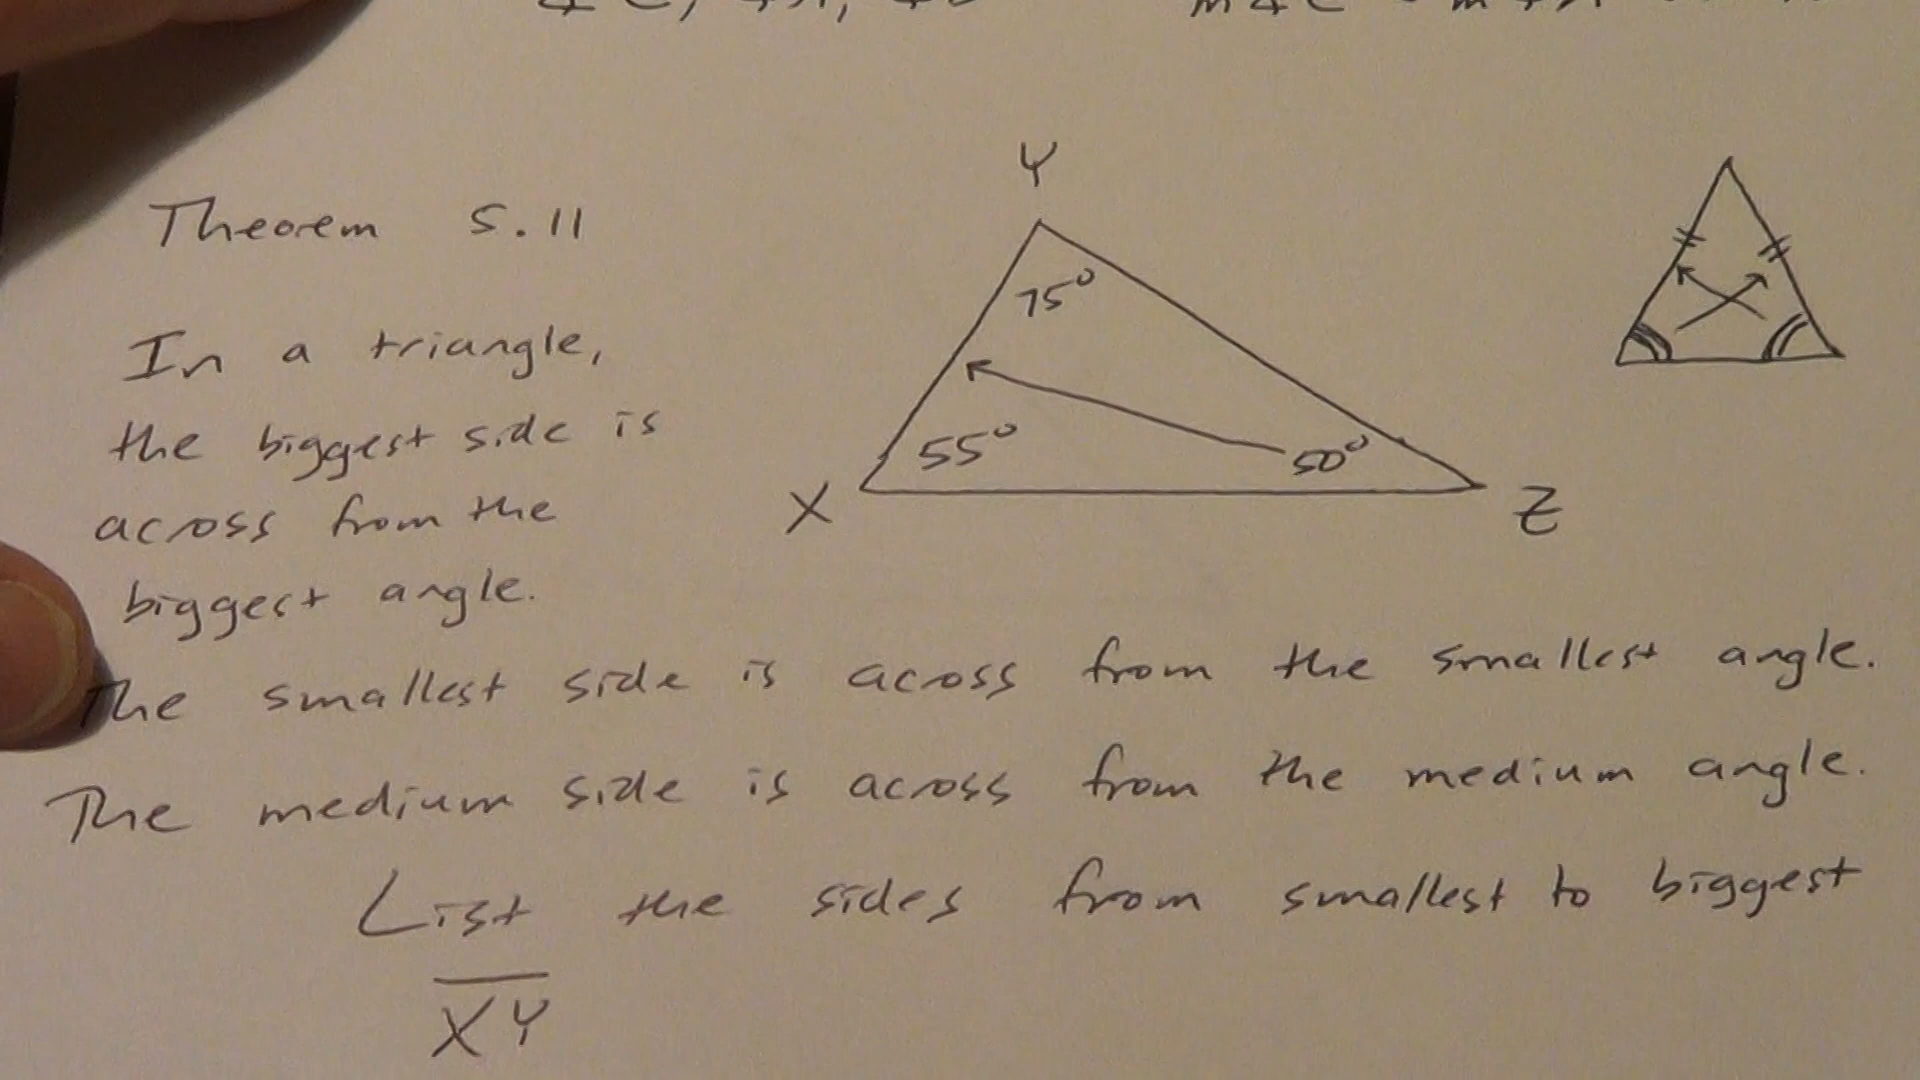 Theorem 5.11
Y
75°
In a triangle,
the biggest side is
55°
50°
X
Z
across from the
biggest angle.
The smallest side is across from the smallest angle.
The medium side is across from the medium angle.
List the sides from smallest to biggest
XY